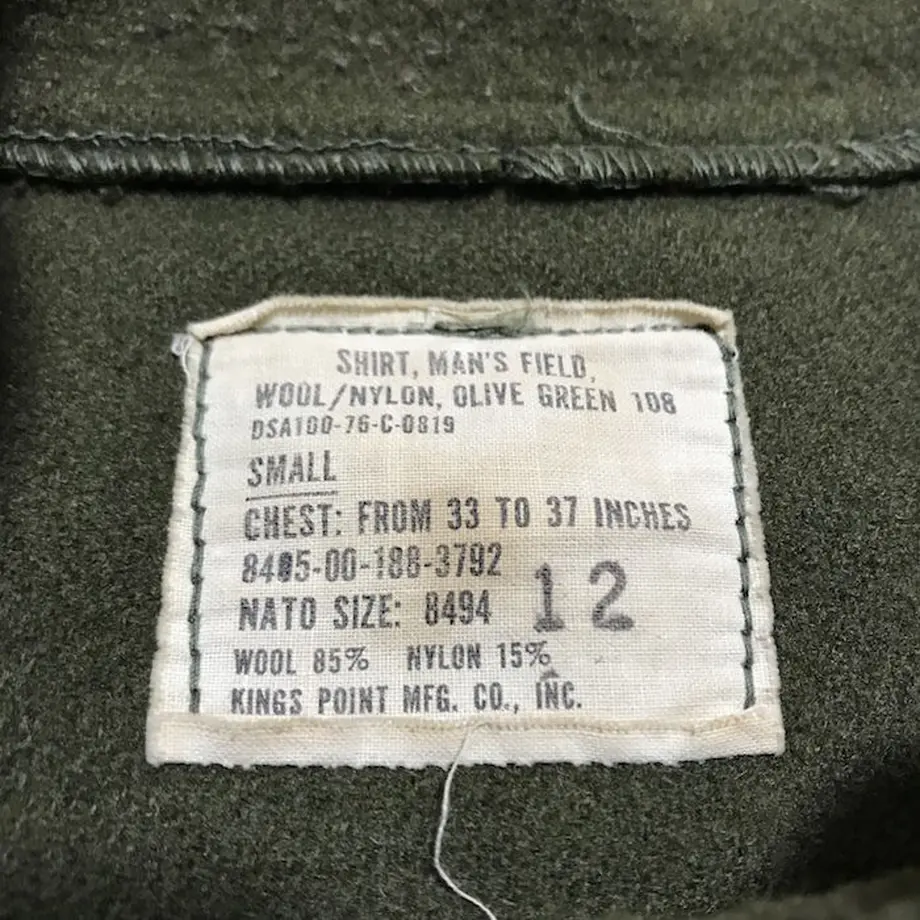 SHIRT, MAN'S FIELD,
WOOL/NYLON, OLIVE GREEN 108
DSA100-76-C-0819
SMALL
CHEST: FROM 33 TO 37 INCHES
8405-00-188-3792
NATO SIZE: 8494
12
WOOL 85% NYLON 15%
KINGS POINT MFG. CO., INC.